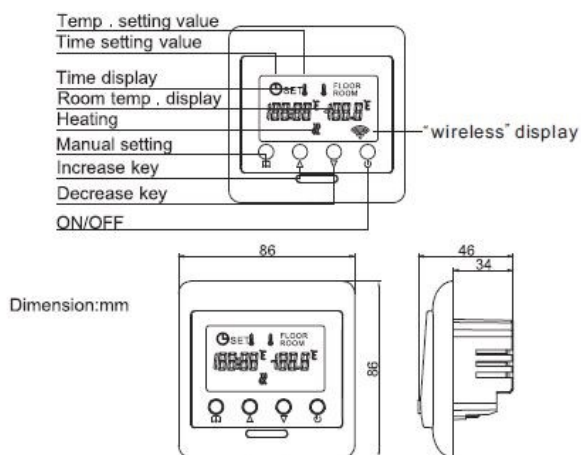 Temp . setting value
Time setting value
Time display
Room temp . display
Heating
Manual setting
Increase key
Decrease key
ON/OFF
SET
FLOOR
ROOM
"wireless" display
86
46
34
Dimension:mm
SET
FLOOR
ROOM
86